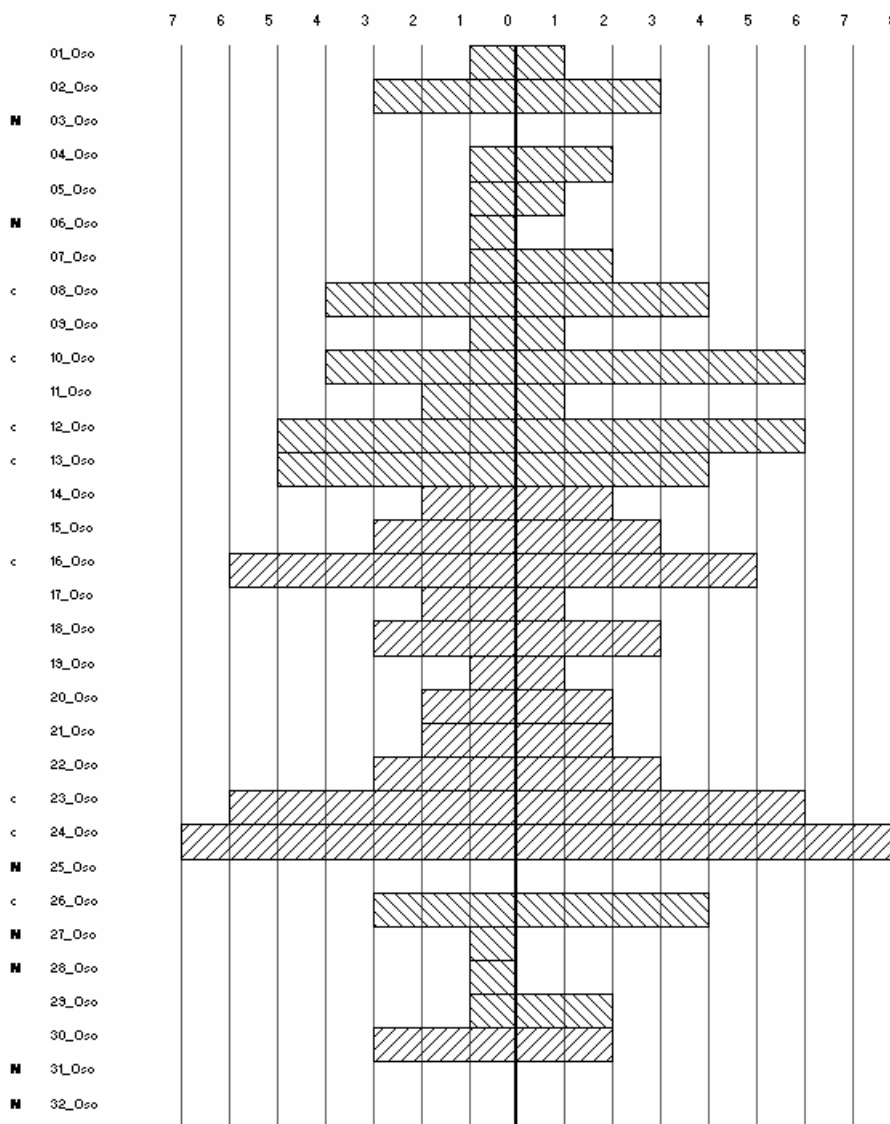 7 6 5 4 3 2 1 0 1 2 3 4 5 6 7 8
01_Oso
02_Oso
N 03_Oso
04_Oso
05_Oso
N 06_Oso
07_Oso
c 08_Oso
09_Oso
c 10_Oso
11_Oso
c 12_Oso
c 13_Oso
14_Oso
15_Oso
c 16_Oso
17_Oso
18_Oso
19_Oso
20_Oso
21_Oso
22_Oso
c 23_Oso
c 24_Oso
N 25_Oso
c 26_Oso
N 27_Oso
N 28_Oso
29_Oso
30_Oso
N 31_Oso
N 32_Oso